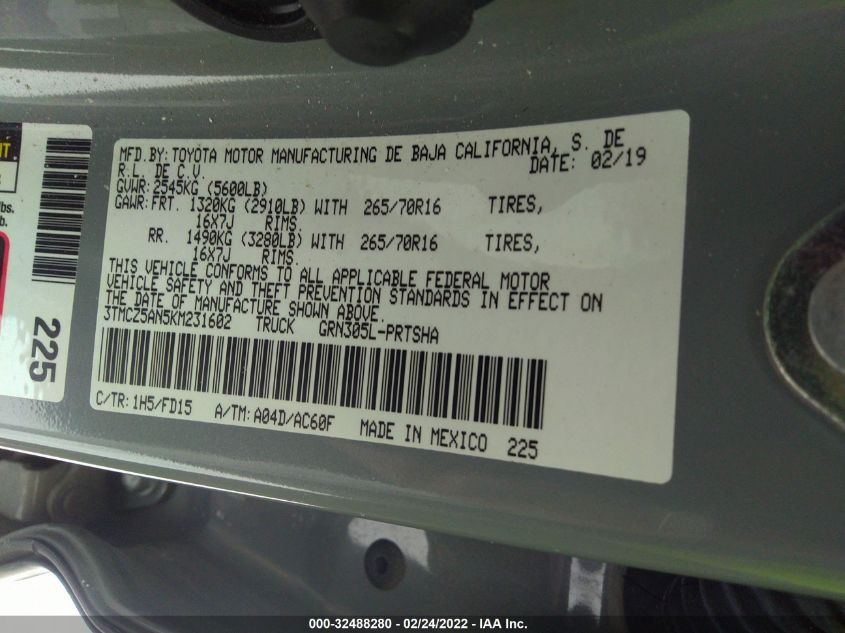 MFD.BY:TOYOTA MOTOR MANUFACTURING DE BAJA CALIFORNIA, S. DE
R.L. DE C.V. DATE: 02/19
GVWR:2545KG (5600LB)
GAWR:FRT. 1320KG (2910LB) WITH 265/70R16 TIRES,
16X7J RIMS.
RR. 1490KG (3280LB) WITH 265/70R16 TIRES,
16X7J RIMS.
THIS VEHICLE CONFORMS TO ALL APPLICABLE FEDERAL MOTOR
VEHICLE SAFETY AND THEFT PREVENTION STANDARDS IN EFFECT ON
THE DATE OF MANUFACTURE SHOWN ABOVE.
3TMCZ5AN5KM231602 TRUCK GRN305L-PRTSHA
C/TR: 1H5/FD15 A/TM: A04D/AC60F MADE IN MEXICO 225
lbs.
b.
225
000-32488280 - 02/24/2022 - IAA Inc.